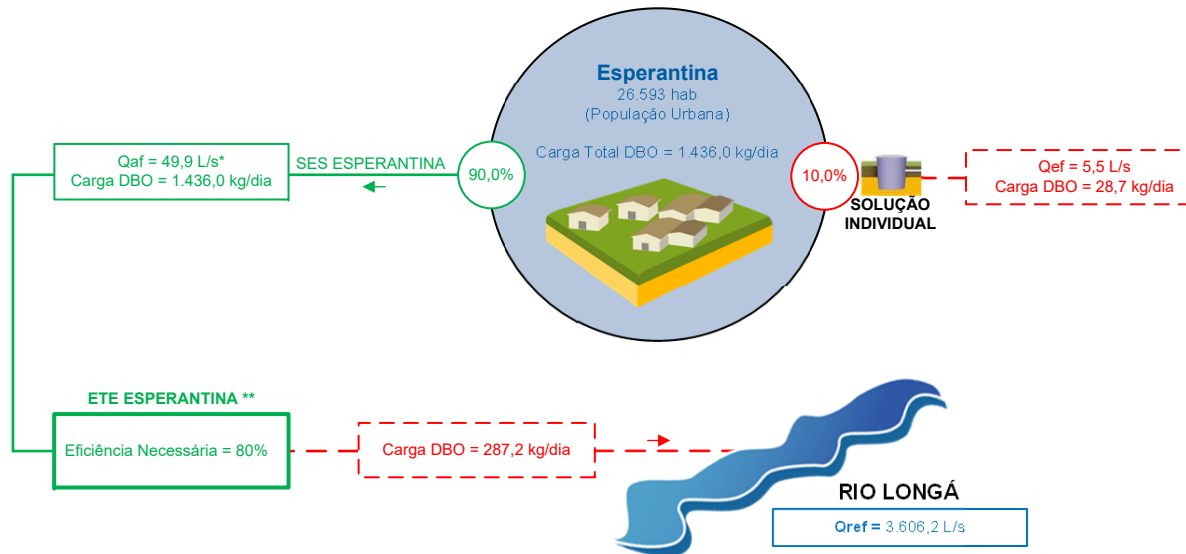 Esperantina
26.593 hab
(População Urbana)
Carga Total DBO = 1.436,0 kg/dia
Qaf = 49,9 L/s*
Carga DBO = 1.436,0 kg/dia
SES ESPERANTINA
90,0%
10,0%
SOLUÇÃO
INDIVIDUAL
Qef = 5,5 L/s
Carga DBO = 28,7 kg/dia
ETE ESPERANTINA **
Eficiência Necessária = 80%
Carga DBO = 287,2 kg/dia
RIO LONGÁ
Qref = 3.606,2 L/s